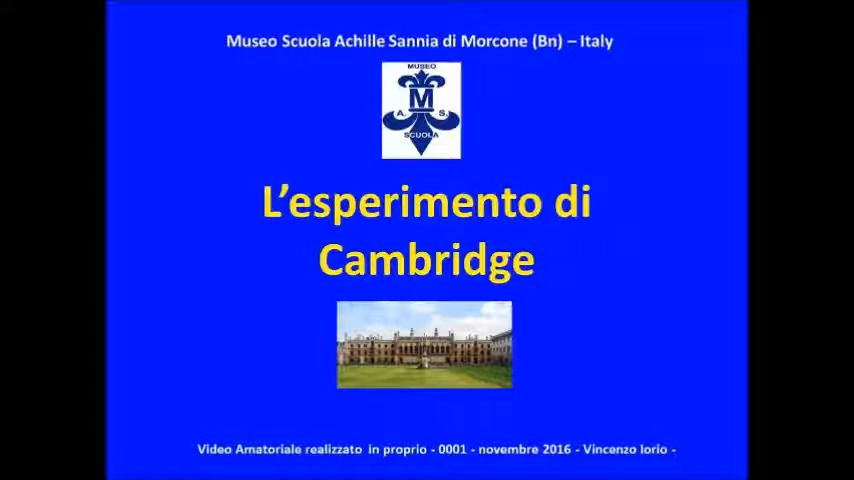 Museo Scuola Achille Sannia di Morcone (Bn) – Italy
MUSEO
M
A. S.
SCUOLA
L'esperimento di
Cambridge
Video Amatoriale realizzato in proprio - 0001 - novembre 2016 - Vincenzo Iorio -